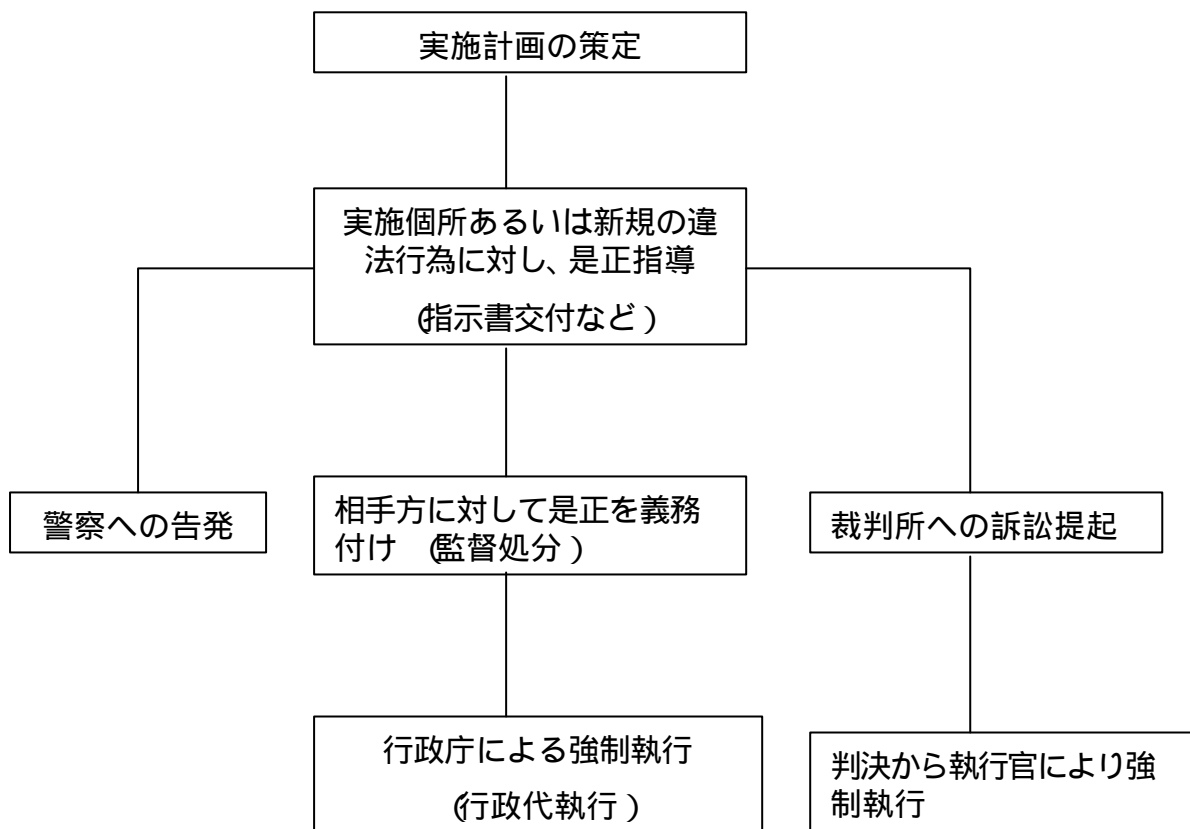 実施計画の策定
実施個所あるいは新規の違
法行為に対し、是正指導
(指示書交付など)
警察への告発
相手方に対して是正を義務
付け (監督処分)
裁判所への訴訟提起
行政庁による強制執行
(行政代執行)
判決から執行官により強
制執行